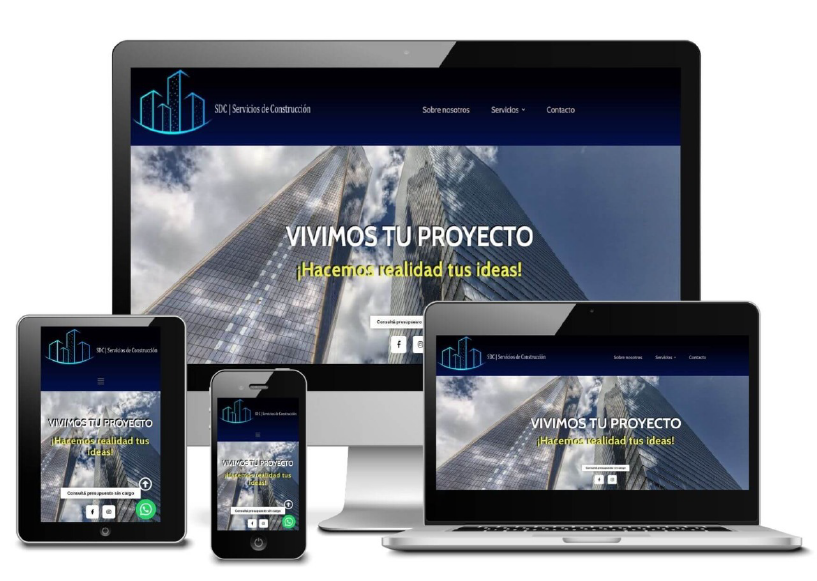 SDC | Servicios de Construcción
Sobre nosotros Servicios Contacto
VIVIMOS TU PROYECTO
¡Hacemos realidad tus ideas!
Consultá presupuesto
SDC | Servicios de Construcción
VIVIMOS TU PROYECTO
¡Hacemos realidad tus
ideas!
Consultá presupuesto sin cargo
SDC | Servicios de Construcción
VIVIMOS TU PROYECTO
¡Hacemos realidad tus
ideas!
Consultá presupuesto sin cargo
SDC | Servicios de Construcción
Sobre nosotros Servicios Contacto
VIVIMOS TU PROYECTO
¡Hacemos realidad tus ideas!
Consultá presupuesto sin cargo